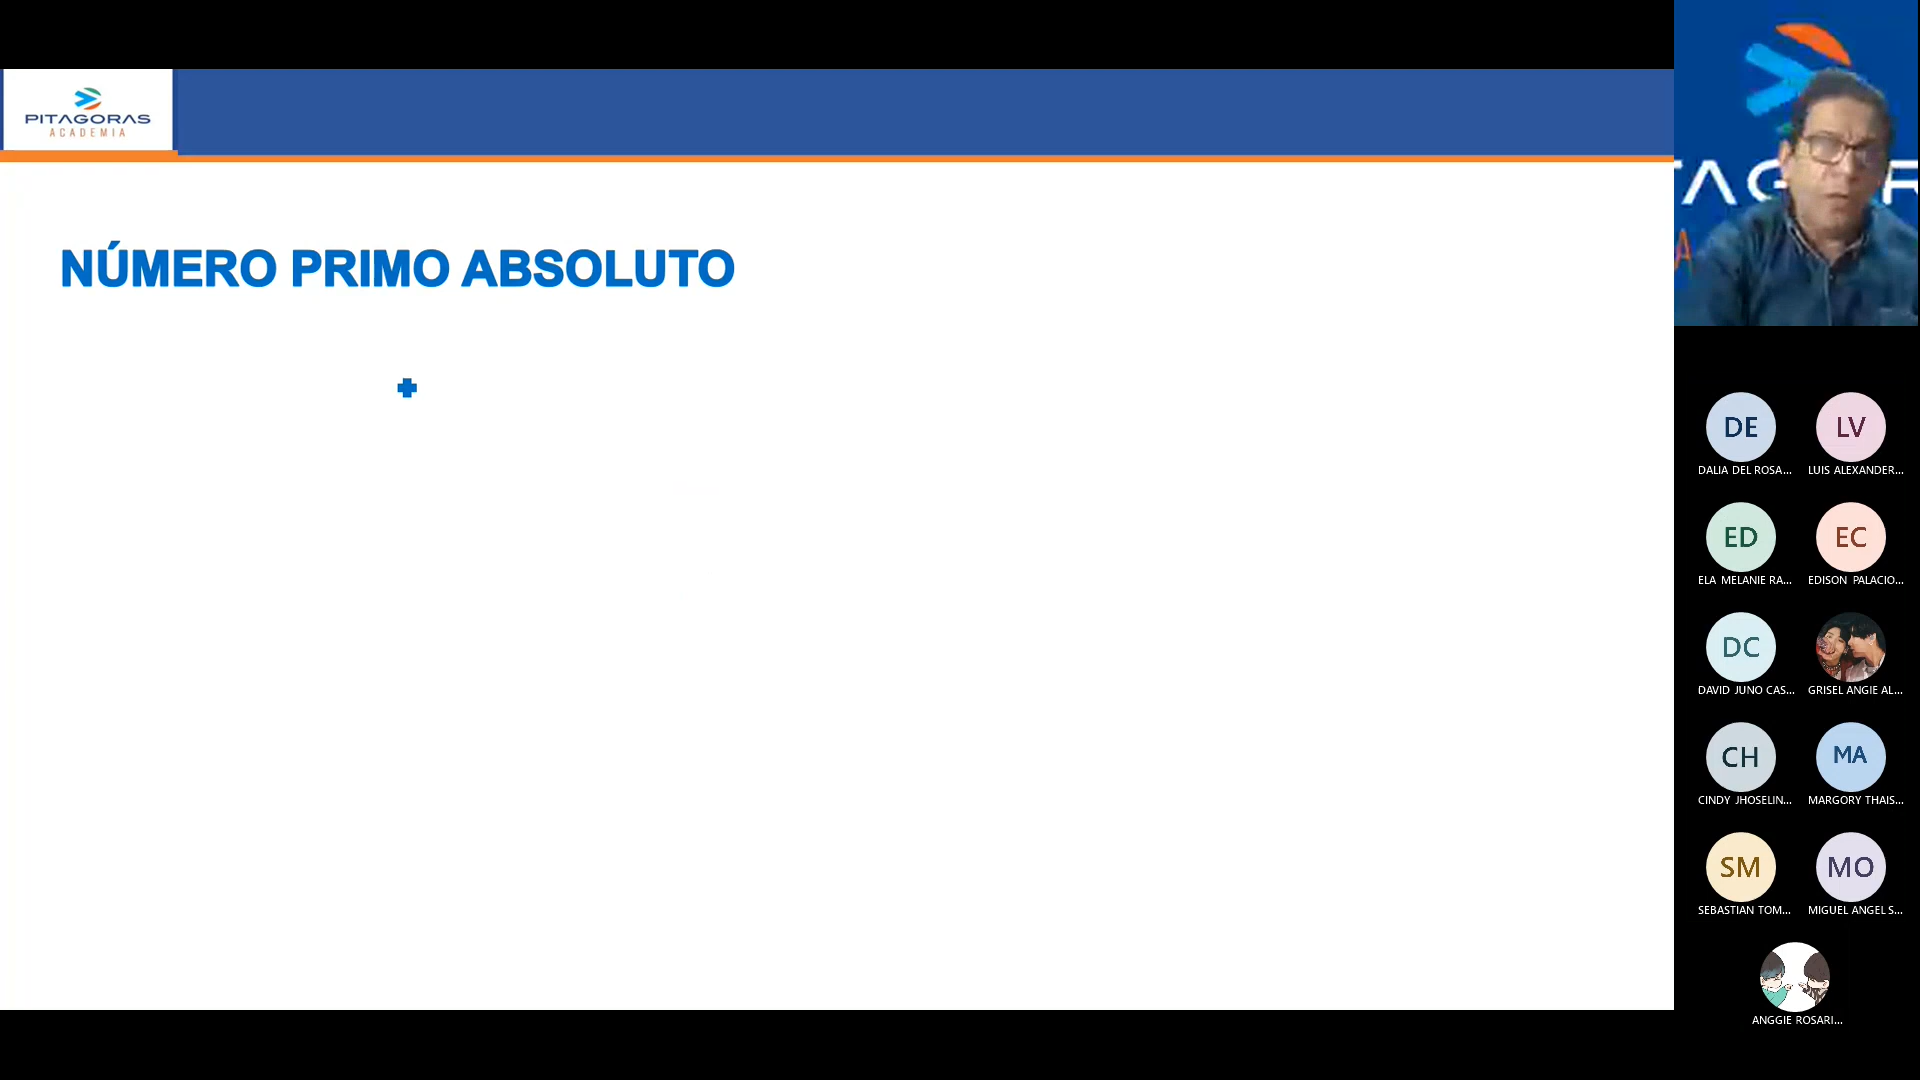 PITAGORAS
ACADEMIA
NÚMERO PRIMO ABSOLUTO
TAGOR
A
DE
LV
DALIA DEL ROSA...
LUIS ALEXANDER...
ED
EC
ELA MELANIE RA...
EDISON PALACIO...
DC
DAVID JUNO CAS...
GRISEL ANGIE AL...
CH
MA
CINDY JHOSELIN...
MARGORY THAIS...
SM
MO
SEBASTIAN TOM...
MIGUEL ANGEL S...
ANGGIE ROSARI...